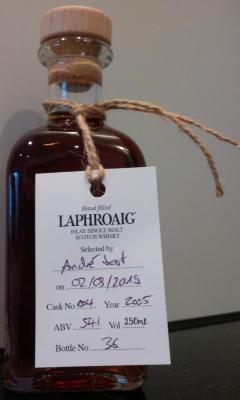 Hand filled
LAPHROAIG
ISLAY SINGLE MALT
SCOTCH WHISKY
Selected by
André
on 02/09/2015
Cask No 004 Year 2005
ABV 54.1 Vol 250ml
Bottle No 36